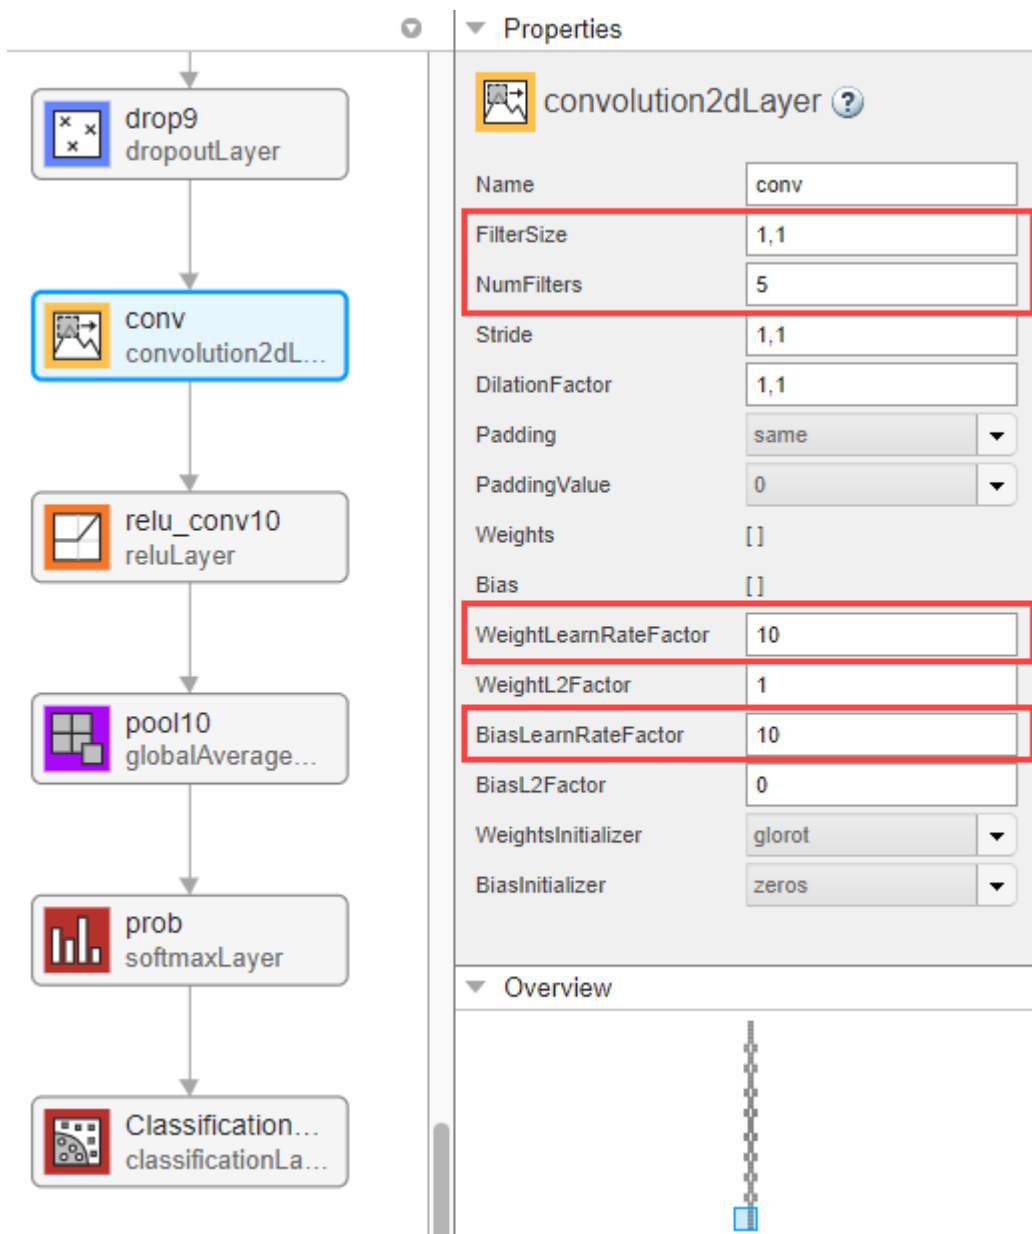 drop9
dropoutLayer
conv
convolution2dL...
relu_conv10
reluLayer
pool10
globalAverage...
prob
softmaxLayer
Classification...
classificationLa...
Properties
convolution2dLayer ?
Name conv
FilterSize 1,1
NumFilters 5
Stride 1,1
DilationFactor 1,1
Padding same
PaddingValue 0
Weights []
Bias []
WeightLearnRateFactor 10
WeightL2Factor 1
BiasLearnRateFactor 10
BiasL2Factor 0
WeightsInitializer glorot
BiasInitializer zeros
Overview